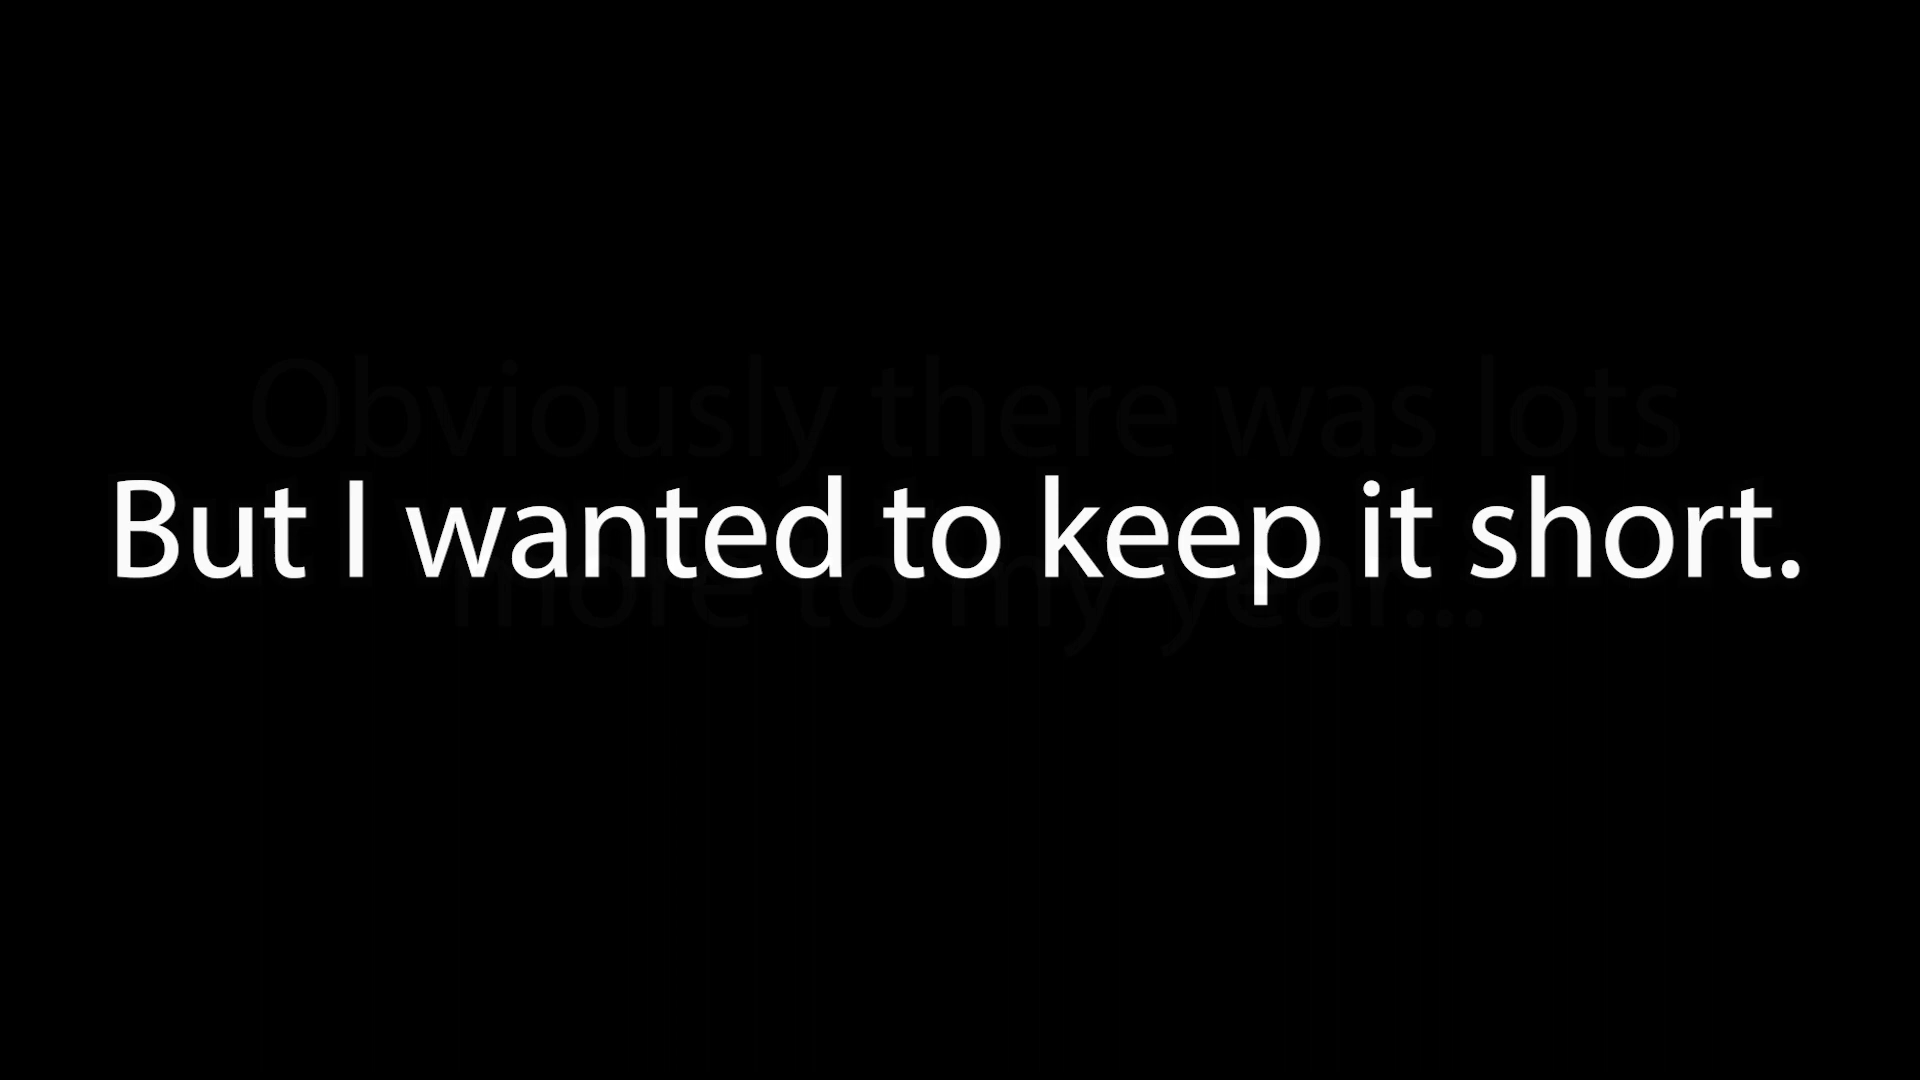 Obviously there was lots
But I wanted to keep it short.
more to my year...